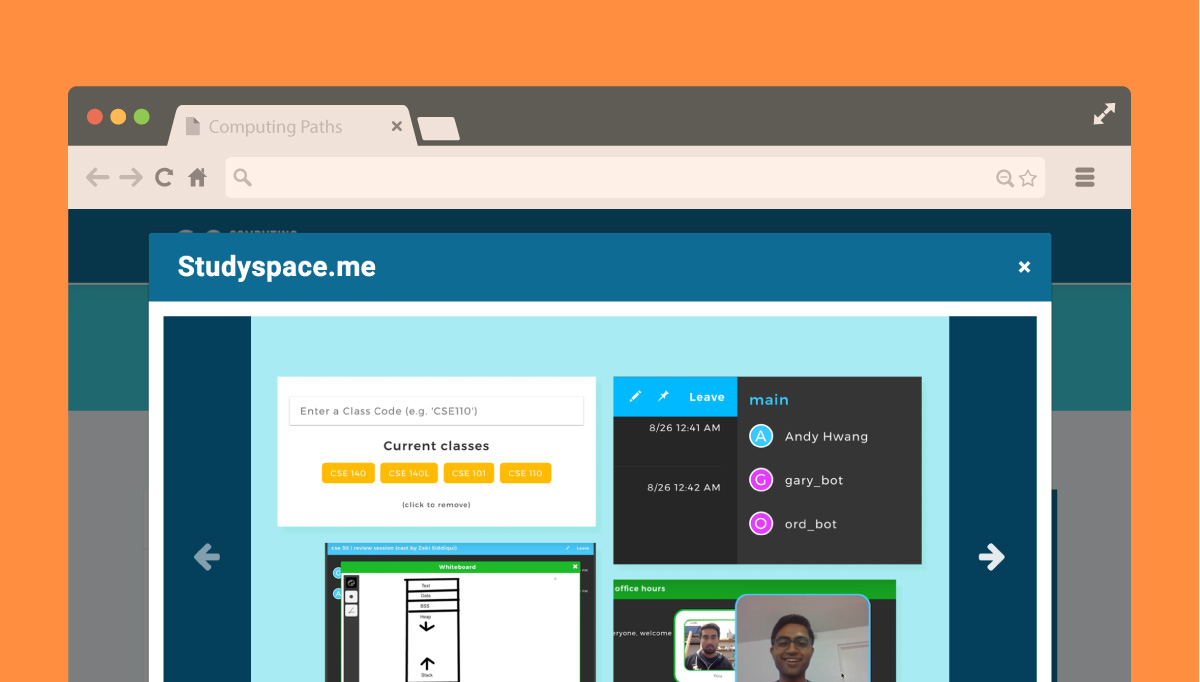 Computing Paths
COMPUTING
Studyspace.me
Enter a Class Code (e.g. 'CSE110')
Current classes
CSE 140
CSE 140L
CSE 101
CSE 110
(click to remove)
Leave
8/26 12:41 AM
8/26 12:42 AM
main
A
Andy Hwang
G
gary_bot
O
ord_bot
cse 30 | review session (cast by Zaki Siddiqui)
Leave
Whiteboard
Text
Data
BSS
Heap
Stack
office hours
eryone, welcome
You